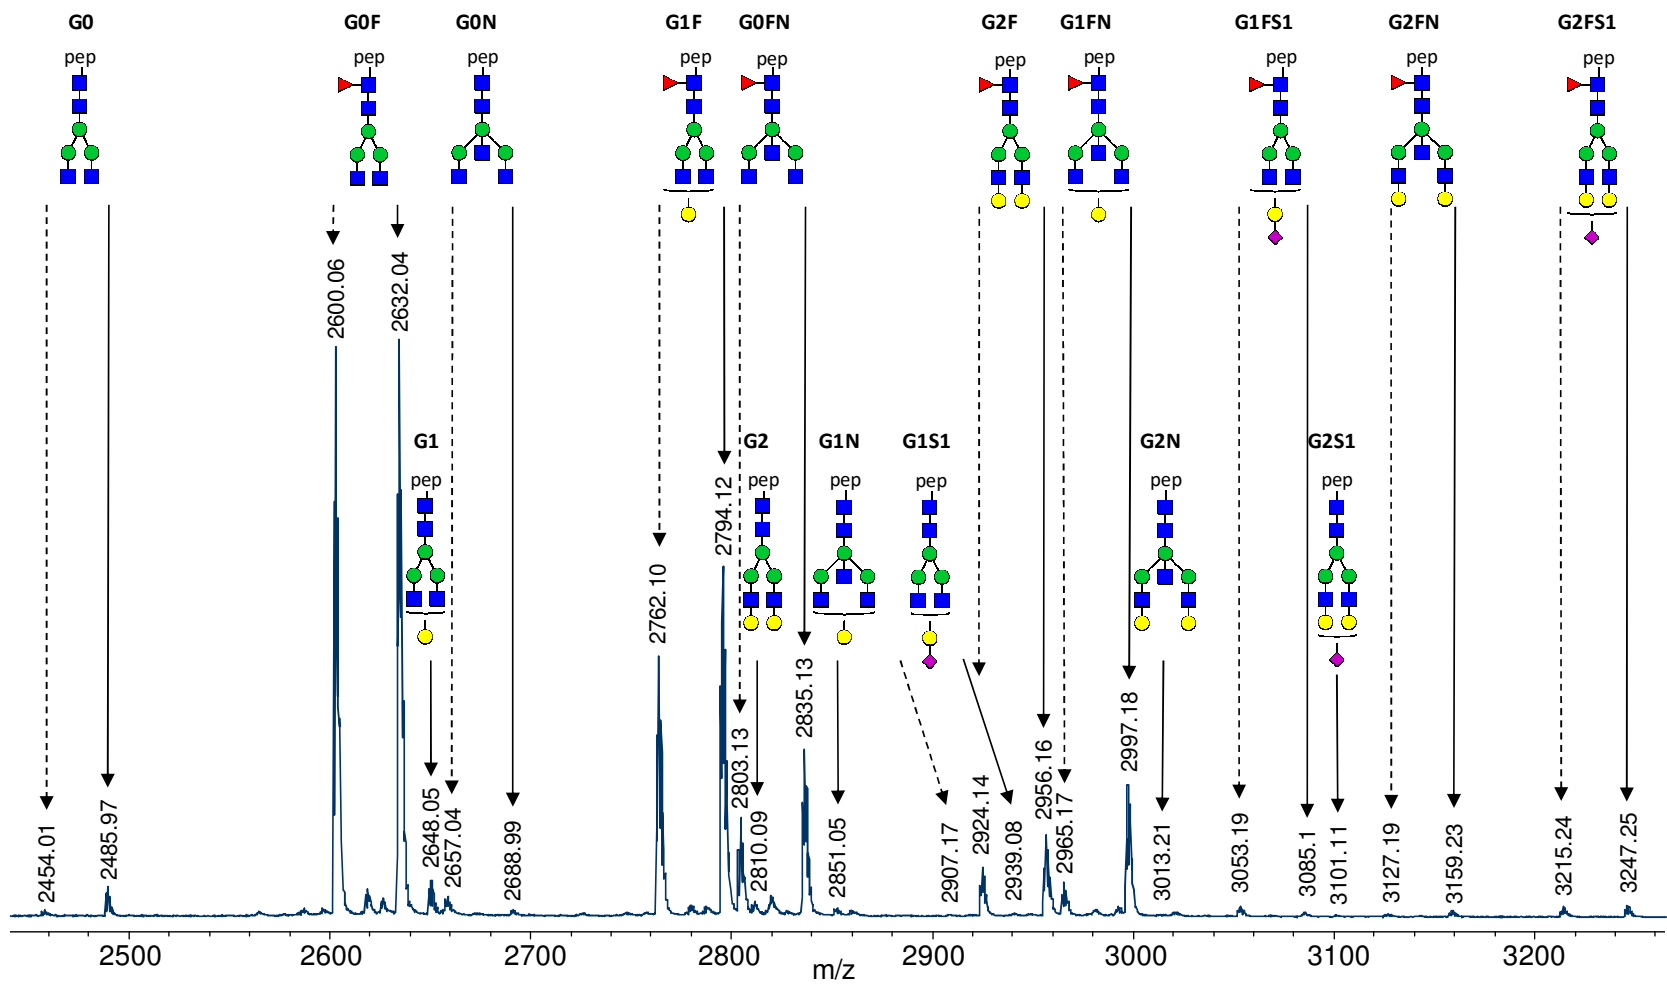 G0 G0F G0N G1F G0FN G2F G1FN G1FS1 G2FN G2FS1
pep pep pep pep pep pep pep pep pep pep
2600.06 2632.04
G1 G2 G1N G1S1 G2N G2S1
pep pep pep pep pep pep
2762.10 2794.12
2454.01 2485.97 2648.05 2657.04 2688.99 2803.13 2810.09 2835.13 2851.05 2907.17 2924.14 2939.08 2956.16 2965.17 2997.18 3013.21 3053.19 3085.1 3101.11 3127.19 3159.23 3215.24 3247.25
2500 2600 2700 2800 2900 3000 3100 3200
m/z